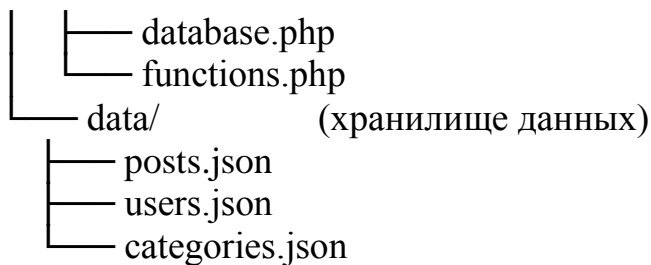 database.php
functions.php
data/ (хранилище данных)
posts.json
users.json
categories.json